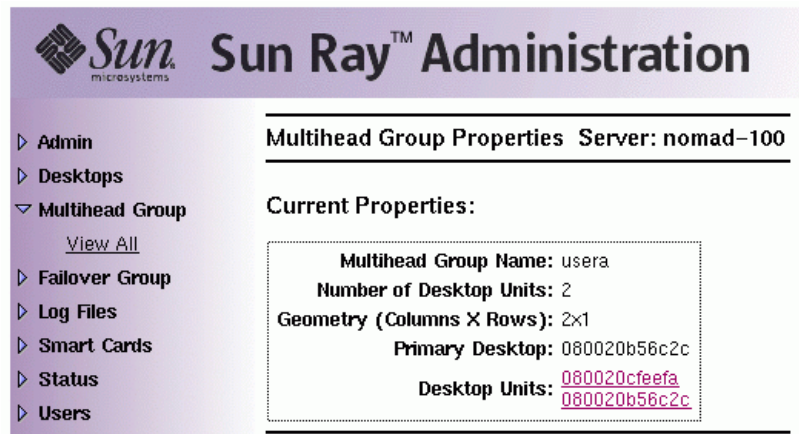 Sun
microsystems
Sun Ray™ Administration
Admin
Desktops
Multihead Group
View All
Failover Group
Log Files
Smart Cards
Status
Users
Multihead Group Properties Server: nomad-100
Current Properties:
Multihead Group Name: usera
Number of Desktop Units: 2
Geometry (Columns X Rows): 2x1
Primary Desktop: 080020b56c2c
Desktop Units: 080020cfeefa
080020b56c2c